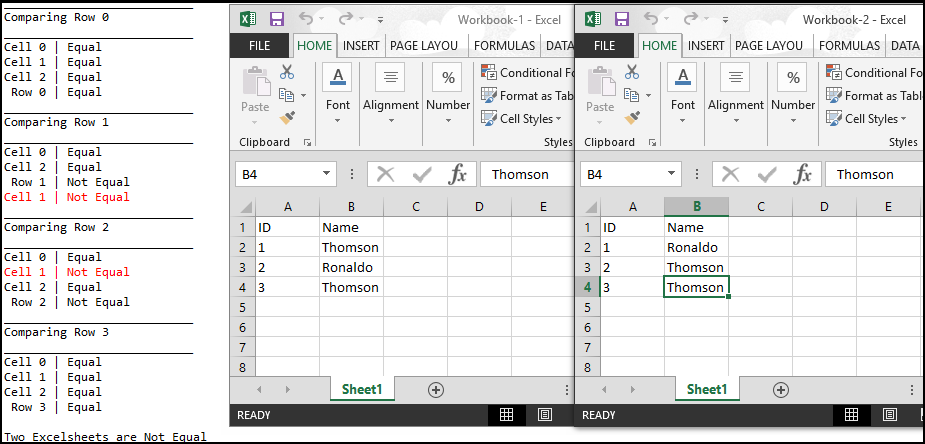 Comparing Row 0
Cell 0 | Equal
Cell 1 | Equal
Cell 2 | Equal
Row 0 | Equal
Comparing Row 1
Cell 0 | Equal
Cell 2 | Equal
Row 1 | Not Equal
Cell 1 | Not Equal
Comparing Row 2
Cell 0 | Equal
Cell 1 | Not Equal
Cell 2 | Equal
Row 2 | Not Equal
Comparing Row 3
Cell 0 | Equal
Cell 1 | Equal
Cell 2 | Equal
Row 3 | Equal
Two Excelsheets are Not Equal
Workbook-1 - Excel
FILE HOME INSERT PAGE LAYOU FORMULAS DATA
Paste
Font
Alignment
%
Number
Conditional Fo
Format as Tab
Cell Styles
Clipboard
Styles
B4
fx
Thomson
A B C D E
1 ID Name
2 1 Thomson
3 2 Ronaldo
4 3 Thomson
5
6
7
8
Sheet1
READY
Workbook-2 - Excel
FILE HOME INSERT PAGE LAYOU FORMULAS DATA
Paste
Font
Alignment
%
Number
Conditional Fo
Format as Tabl
Cell Styles
Clipboard
Styles
B4
fx
Thomson
A B C D E
1 ID Name
2 1 Ronaldo
3 2 Thomson
4 3 Thomson
5
6
7
8
Sheet1
READY